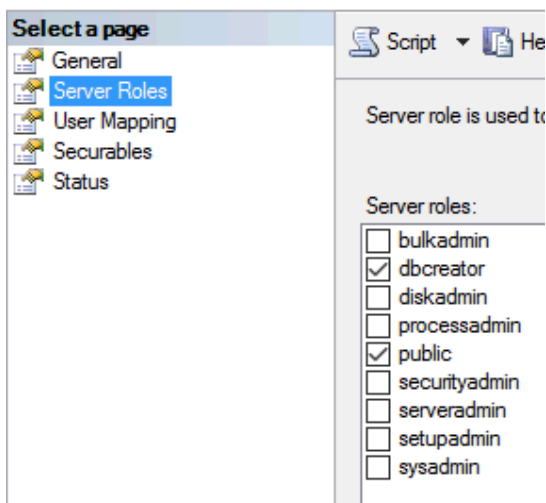 Select a page
General
Server Roles
User Mapping
Securables
Status
Script
Server role is used
Server roles:
bulkadmin
dbcreator
diskadmin
processadmin
public
securityadmin
serveradmin
setupadmin
sysadmin